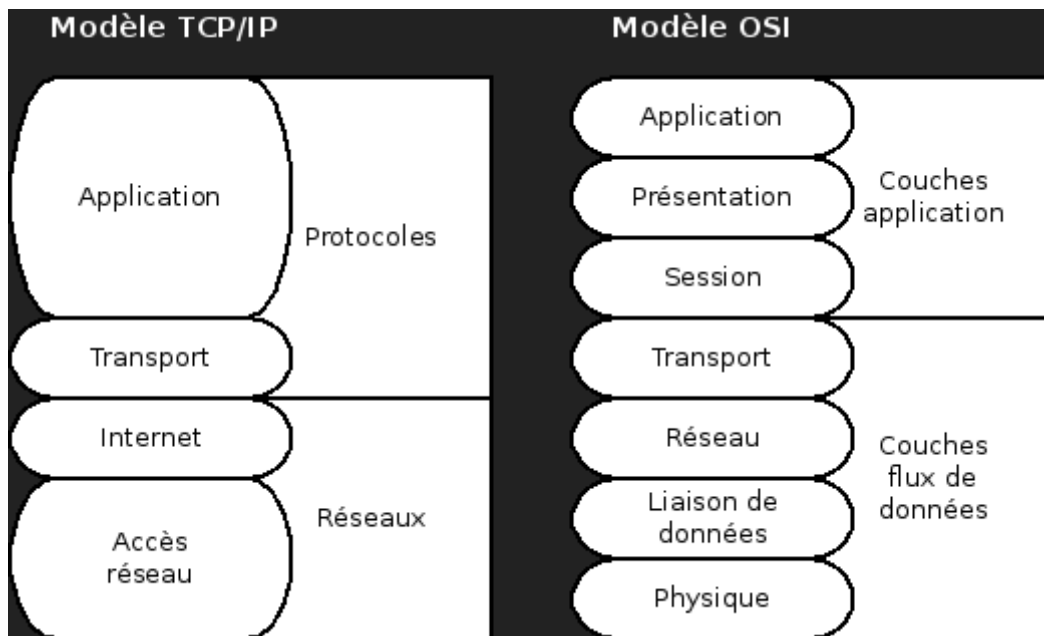 Modèle TCP/IP
Application
Transport
Internet
Accès
réseau
Protocoles
Réseaux
Modèle OSI
Application
Présentation
Session
Transport
Réseau
Liaison de
données
Physique
Couches
application
Couches
flux de
données